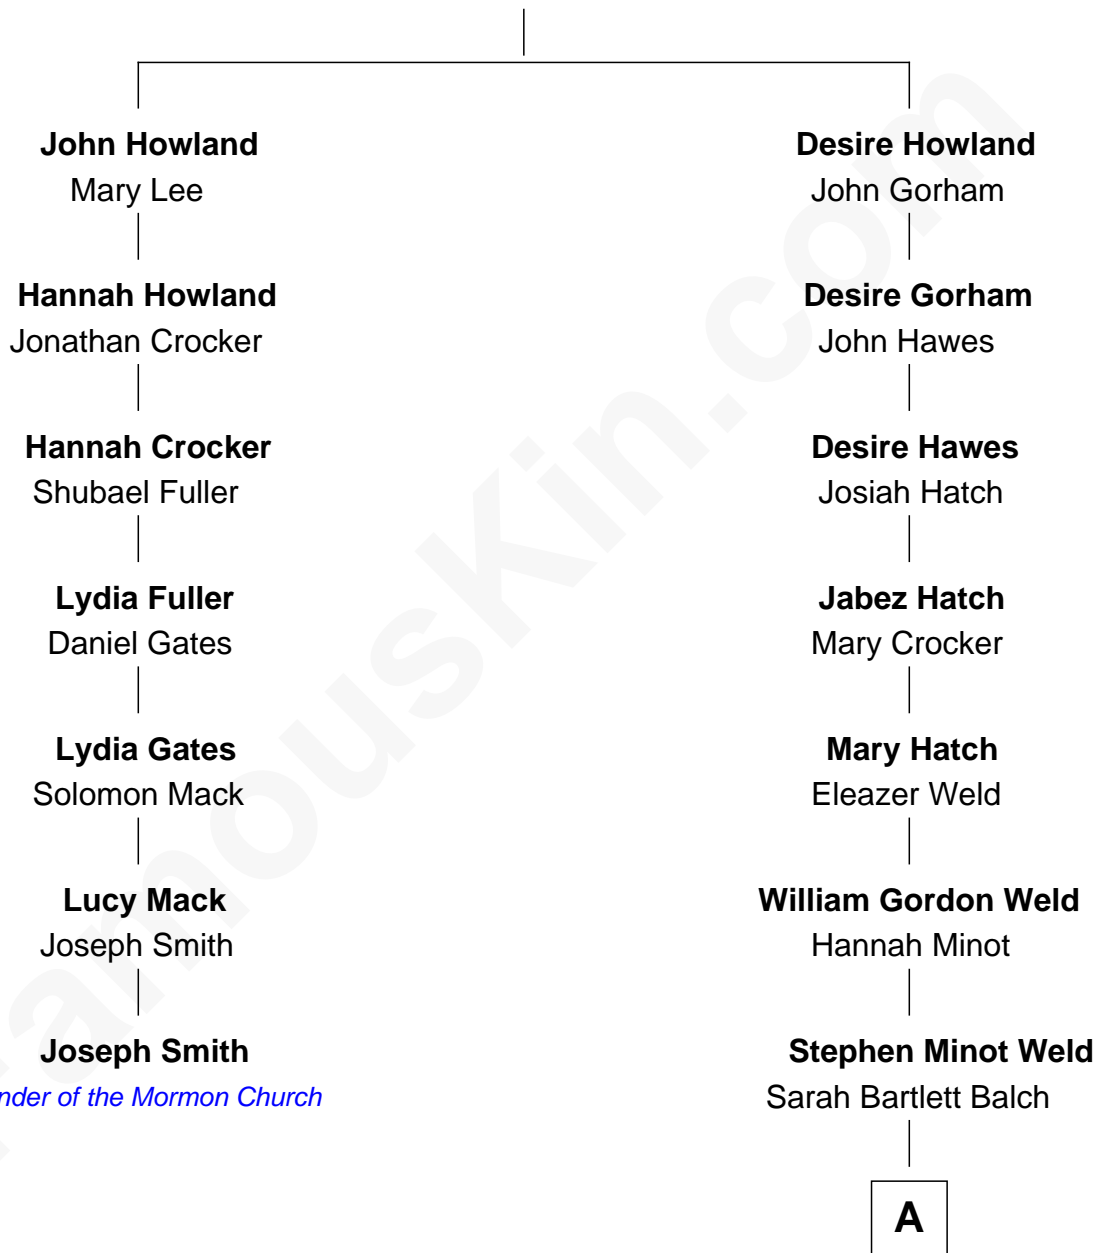 John Howland
Mary Lee
Hannah Howland
Jonathan Crocker
Hannah Crocker
Shubael Fuller
Lydia Fuller
Daniel Gates
Lydia Gates
Solomon Mack
Lucy Mack
Joseph Smith
Joseph Smith
nder of the Mormon Church
Desire Howland
John Gorham
Desire Gorham
John Hawes
Desire Hawes
Josiah Hatch
Jabez Hatch
Mary Crocker
Mary Hatch
Eleazer Weld
William Gordon Weld
Hannah Minot
Stephen Minot Weld
Sarah Bartlett Balch
A
FamousKin.com